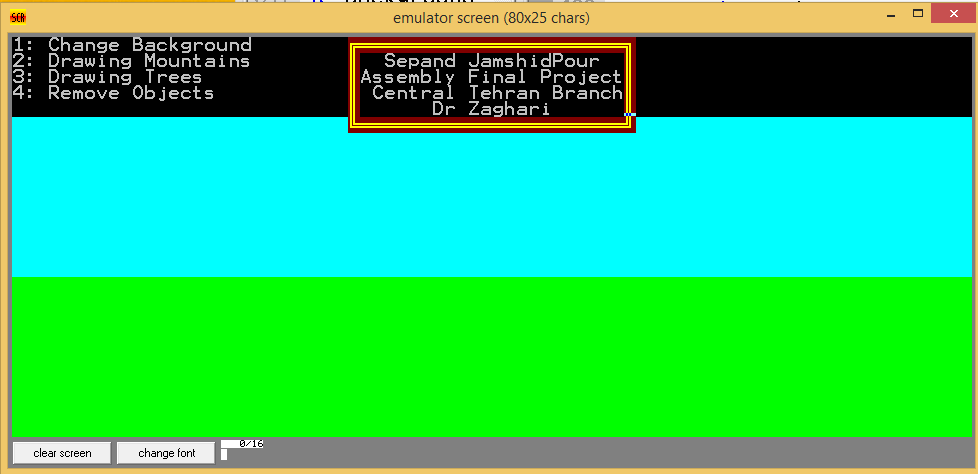 emulator screen (80x25 chars)
1: Change Background
2: Drawing Mountains
3: Drawing Trees
4: Remove Objects
Sepand JamshidPour
Assembly Final Project
Central Tehran Branch
Dr Zaghari
clear screen
change font
0/16